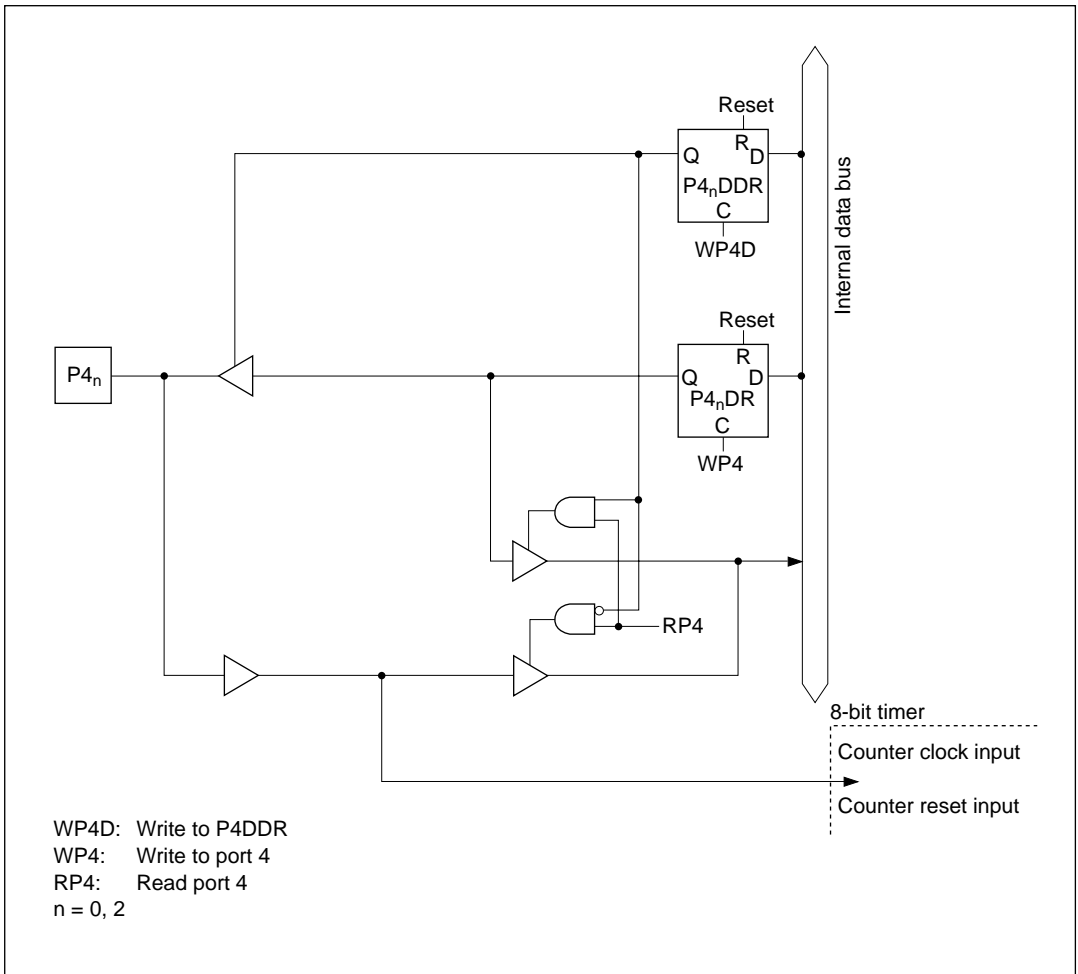 Reset
R
Q
D
P4nDDR
C
WP4D
Internal data bus
Reset
R
Q
D
P4nDR
C
WP4
P4n
RP4
8-bit timer
Counter clock input
Counter reset input
WP4D: Write to P4DDR
WP4: Write to port 4
RP4: Read port 4
n = 0, 2